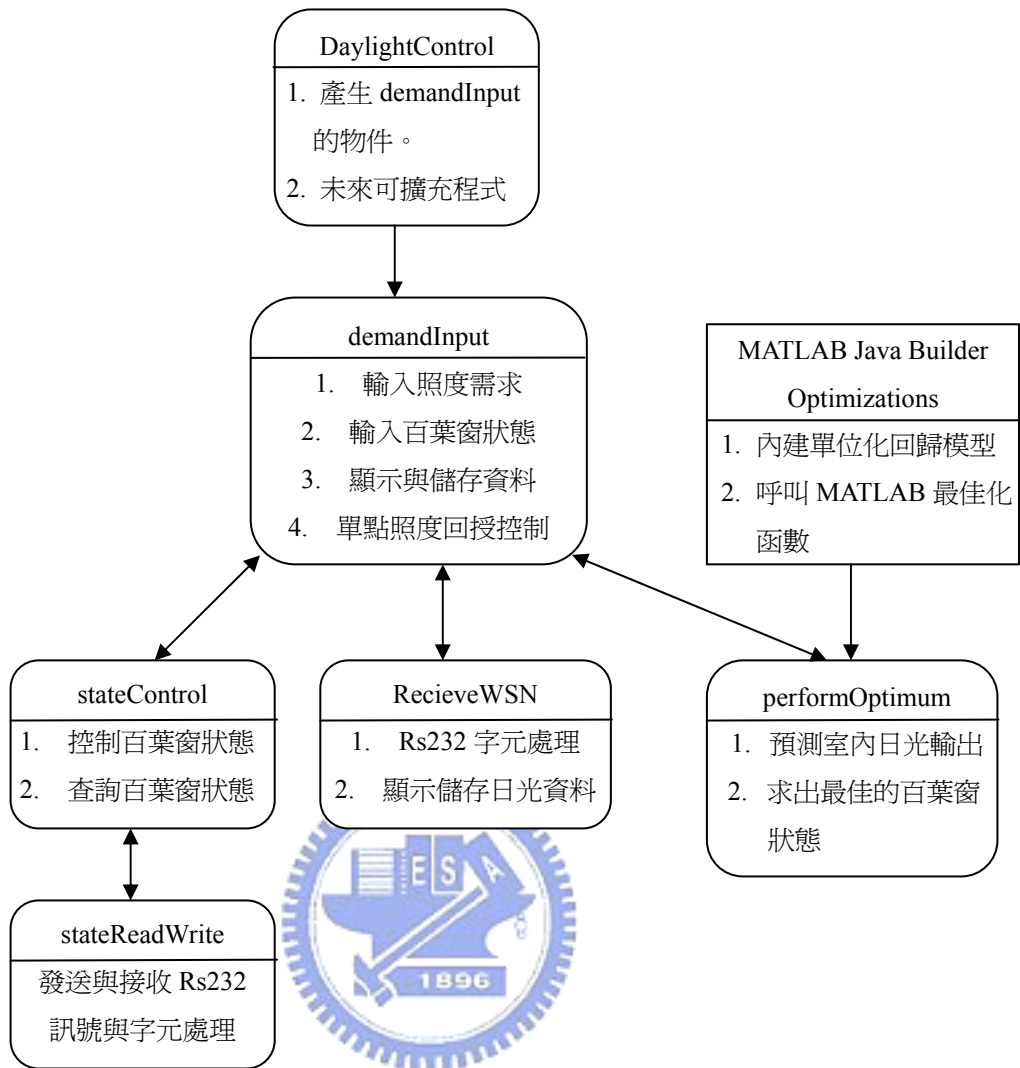 DaylightControl
1. 產生 demandInput
的物件。
2. 未來可擴充程式
demandInput
1. 輸入照度需求
2. 輸入百葉窗狀態
3. 顯示與儲存資料
4. 單點照度回授控制
MATLAB Java Builder
Optimizations
1. 內建單位化回歸模型
2. 呼叫 MATLAB 最佳化
函數
stateControl
1. 控制百葉窗狀態
2. 查詢百葉窗狀態
RecieveWSN
1. Rs232 字元處理
2. 顯示儲存日光資料
performOptimum
1. 預測室內日光輸出
2. 求出最佳的百葉窗
狀態
stateReadWrite
發送與接收 Rs232
訊號與字元處理
E S A
1896